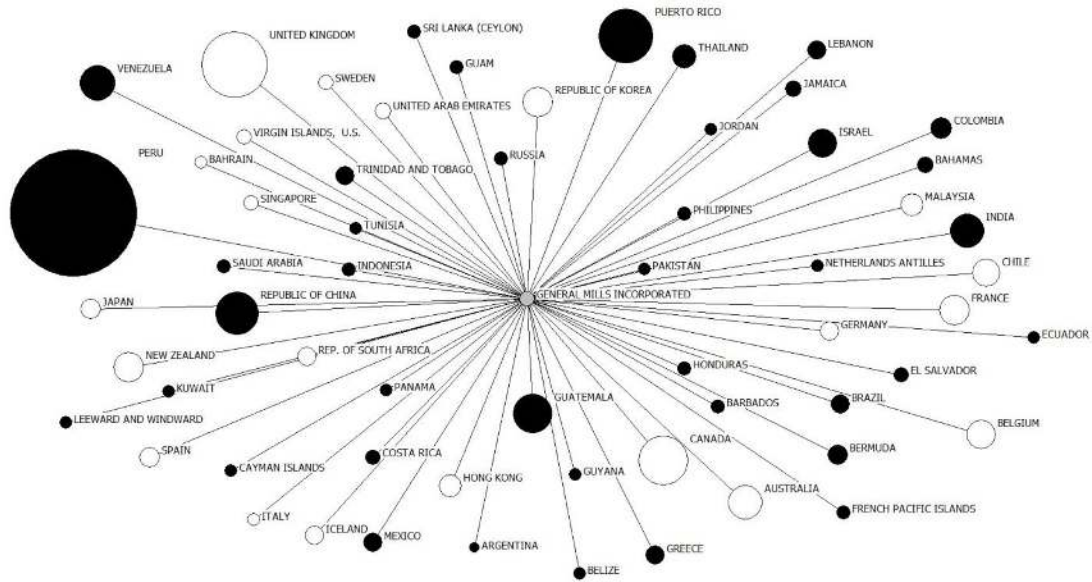 PUERTO RICO
SRI LANKA (CEYLON)
UNITED KINGDOM
LEBANON
THAILAND
GUAM
VENEZUELA
SWEDEN
JAMAICA
REPUBLIC OF KOREA
UNITED ARAB EMIRATES
COLOMBIA
JORDAN
VIRGIN ISLANDS, U.S.
ISRAEL
PERU
RUSSIA
BAHRAIN
BAHAMAS
TRINIDAD AND TOBAGO
SINGAPORE
MALAYSIA
PHILIPPINES
INDIA
TUNISIA
CHILE
SAUDI ARABIA
INDONESIA
PAKISTAN
NETHERLANDS ANTILLES
REPUBLIC OF CHINA
GENERAL MILLS INCORPORATED
JAPAN
FRANCE
GERMANY
ECUADOR
NEW ZEALAND
REP. OF SOUTH AFRICA
HONDURAS
EL SALVADOR
KUWAIT
PANAMA
GUATEMALA
BARBADOS
BRAZIL
LEEWARD AND WINDWARD
BELGIUM
CANADA
SPAIN
COSTA RICA
BERMUDA
CAYMAN ISLANDS
HONG KONG
GUYANA
AUSTRALIA
FRENCH PACIFIC ISLANDS
ITALY
ICELAND
MEXICO
ARGENTINA
GREECE
BELIZE